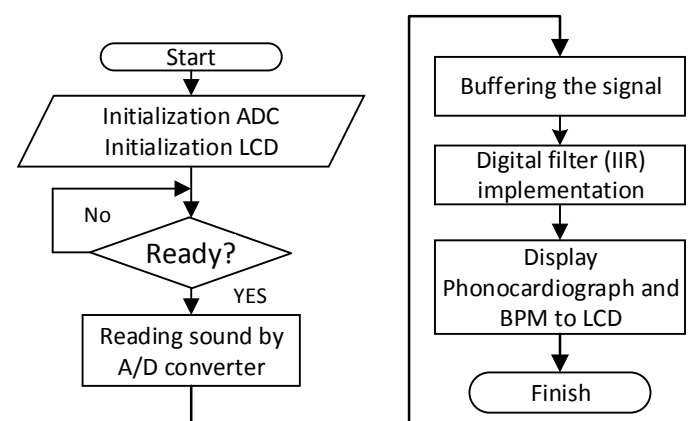 Start
Initialization ADC
Initialization LCD
No
Ready?
YES
Reading sound by
A/D converter
Buffering the signal
Digital filter (IIR)
implementation
Display
Phonocardiograph and
BPM to LCD
Finish